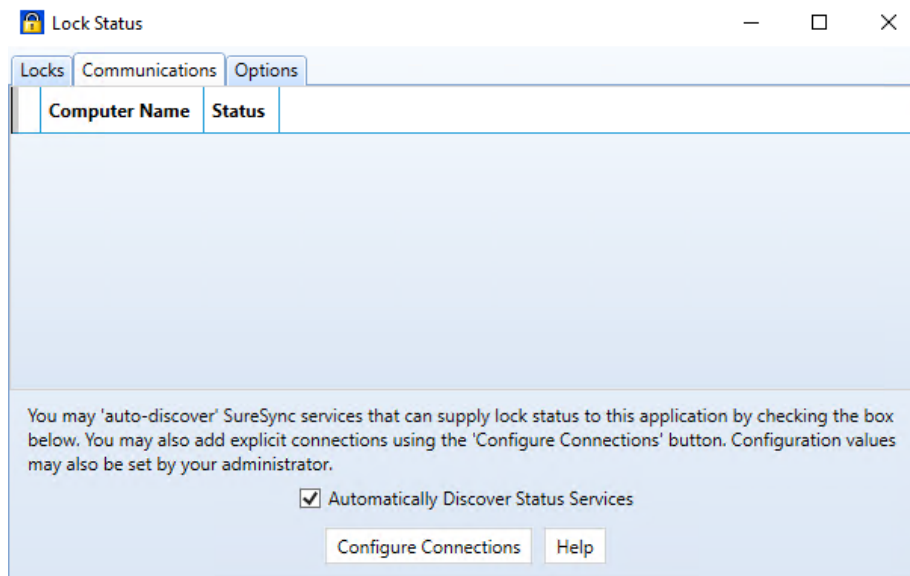 Lock Status
Locks Communications Options
Computer Name Status
You may 'auto-discover' SureSync services that can supply lock status to this application by checking the box
below. You may also add explicit connections using the 'Configure Connections' button. Configuration values
may also be set by your administrator.
Automatically Discover Status Services
Configure Connections Help